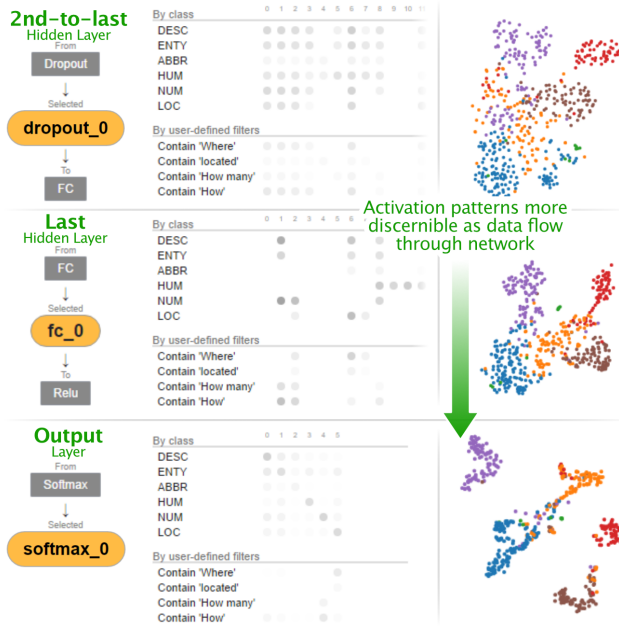 2nd-to-last
Hidden Layer
From
Dropout
Selected
dropout_0
To
FC
By class
0 1 2 3 4 5 6 7 8 9 10 11
DESC
ENTY
ABBR
HUM
NUM
LOC
By user-defined filters
Contain 'Where'
Contain 'located'
Contain 'How many'
Contain 'How'
Activation patterns more
discernible as data flow
through network
Last
Hidden Layer
From
FC
Selected
fc_0
To
Relu
By class
0 1 2 3 4 5 6 7 8
DESC
ENTY
ABBR
HUM
NUM
LOC
By user-defined filters
Contain 'Where'
Contain 'located'
Contain 'How many'
Contain 'How'
Output
Layer
From
Softmax
Selected
softmax_0
By class
0 1 2 3 4 5
DESC
ENTY
ABBR
HUM
NUM
LOC
By user-defined filters
Contain 'Where'
Contain 'located'
Contain 'How many'
Contain 'How'